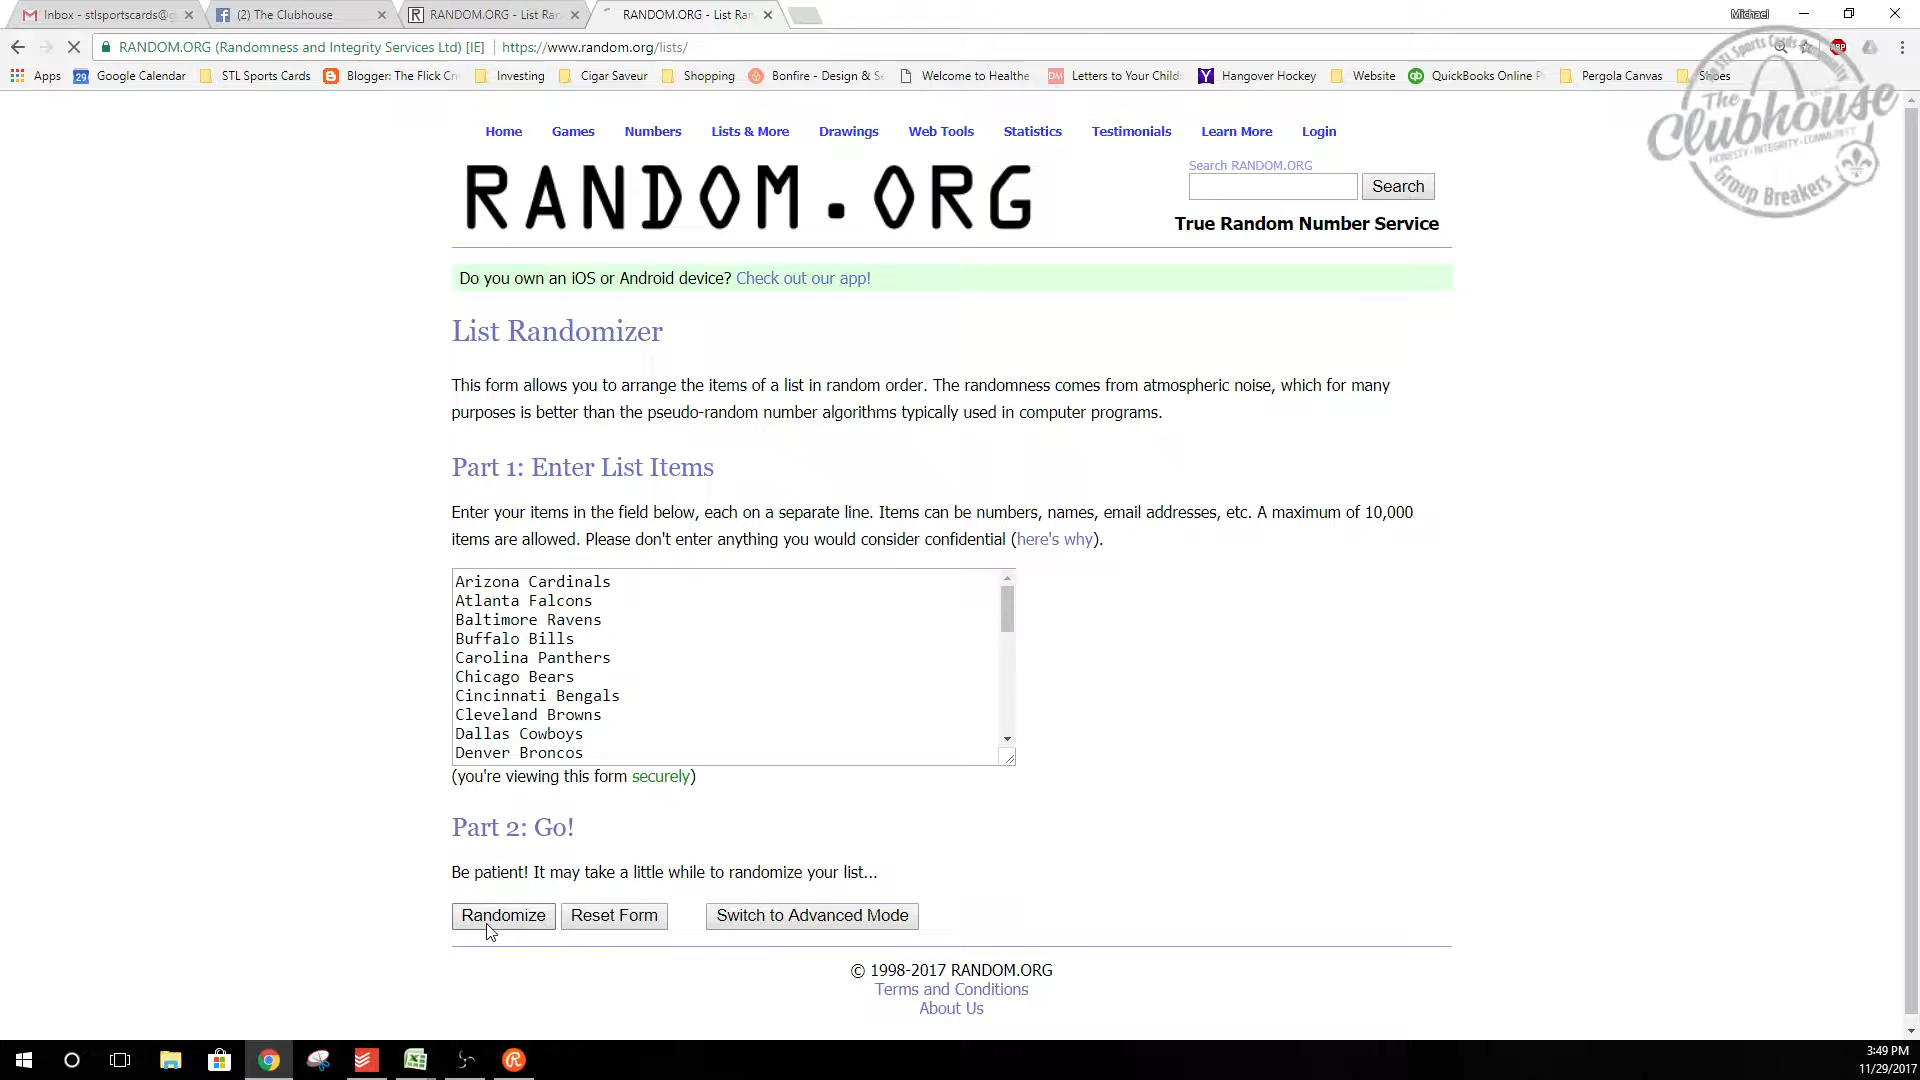 Inbox - stlsportscards@g
(2) The Clubhouse
RANDOM.ORG - List Ran
RANDOM.ORG - List Ran
Michael
RANDOM.ORG (Randomness and Integrity Services Ltd) [IE]
https://www.random.org/lists/
Apps
29
Google Calendar
STL Sports Cards
Blogger: The Flick Cr
Investing
Cigar Saveur
Shopping
Bonfire - Design & Se
Welcome to Healthe
DM
Letters to Your Child
Hangover Hockey
Website
QuickBooks Online P
Pergola Canvas
Shoes
STL Sports Cards
The
Clubhouse
HONESTY·INTEGRITY·COMMUNITY
Group Breakers
Home Games Numbers Lists & More Drawings Web Tools Statistics Testimonials Learn More Login
RANDOM.ORG
Search RANDOM.ORG
Search
True Random Number Service
Do you own an iOS or Android device? Check out our app!
List Randomizer
This form allows you to arrange the items of a list in random order. The randomness comes from atmospheric noise, which for many
purposes is better than the pseudo-random number algorithms typically used in computer programs.
Part 1: Enter List Items
Enter your items in the field below, each on a separate line. Items can be numbers, names, email addresses, etc. A maximum of 10,000
items are allowed. Please don't enter anything you would consider confidential (here's why).
Arizona Cardinals
Atlanta Falcons
Baltimore Ravens
Buffalo Bills
Carolina Panthers
Chicago Bears
Cincinnati Bengals
Cleveland Browns
Dallas Cowboys
Denver Broncos
(you're viewing this form securely)
Part 2: Go!
Be patient! It may take a little while to randomize your list...
Randomize
Reset Form
Switch to Advanced Mode
© 1998-2017 RANDOM.ORG
Terms and Conditions
About Us
3:49 PM
11/29/2017